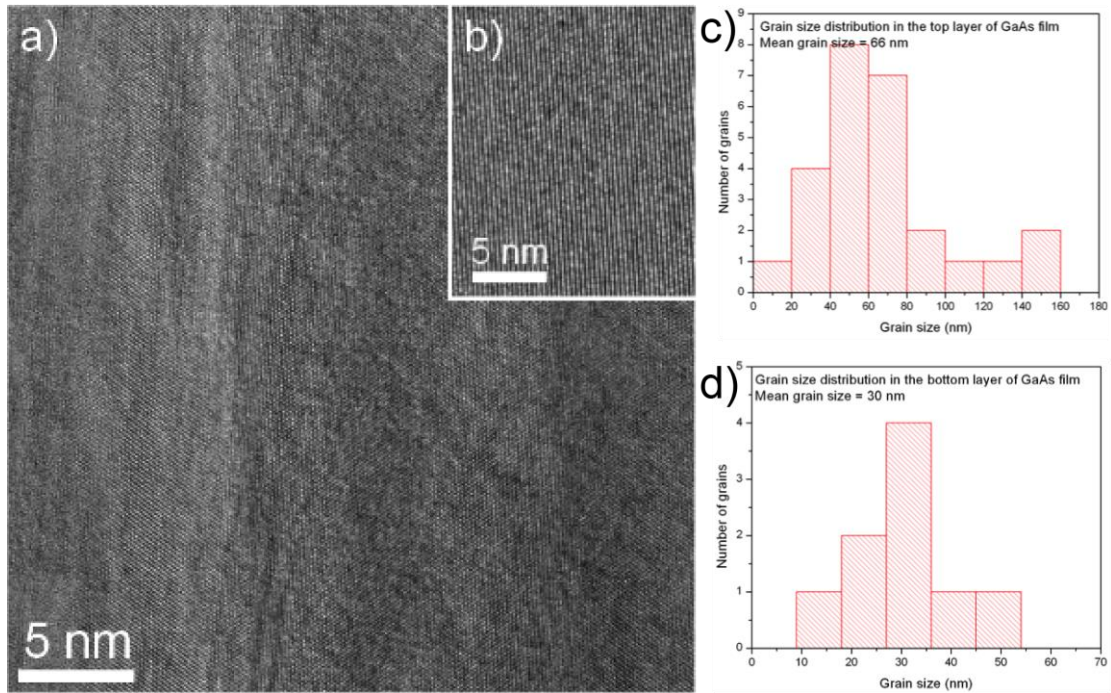 a)
5 nm
b)
5 nm
c)
Grain size distribution in the top layer of GaAs film
Mean grain size = 66 nm
Number of grains
9
8
7
6
5
4
3
2
1
0
0 20 40 60 80 100 120 140 160 180
Grain size (nm)
d)
Grain size distribution in the bottom layer of GaAs film
Mean grain size = 30 nm
Number of grains
5
4
3
2
1
0
0 10 20 30 40 50 60 70
Grain size (nm)